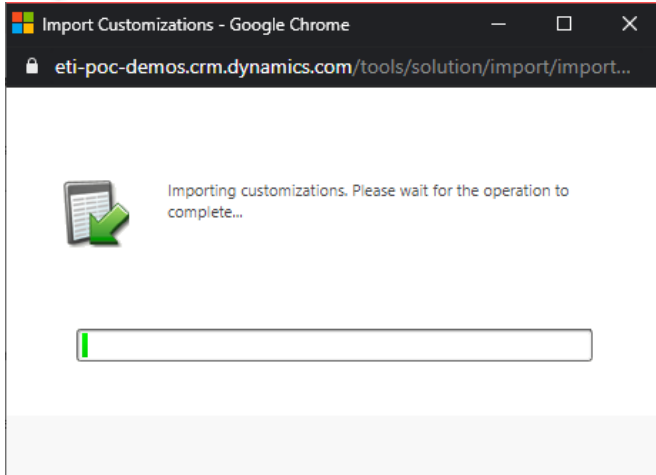 Import Customizations - Google Chrome
eti-poc-demos.crm.dynamics.com/tools/solution/import/import...
Importing customizations. Please wait for the operation to
complete...